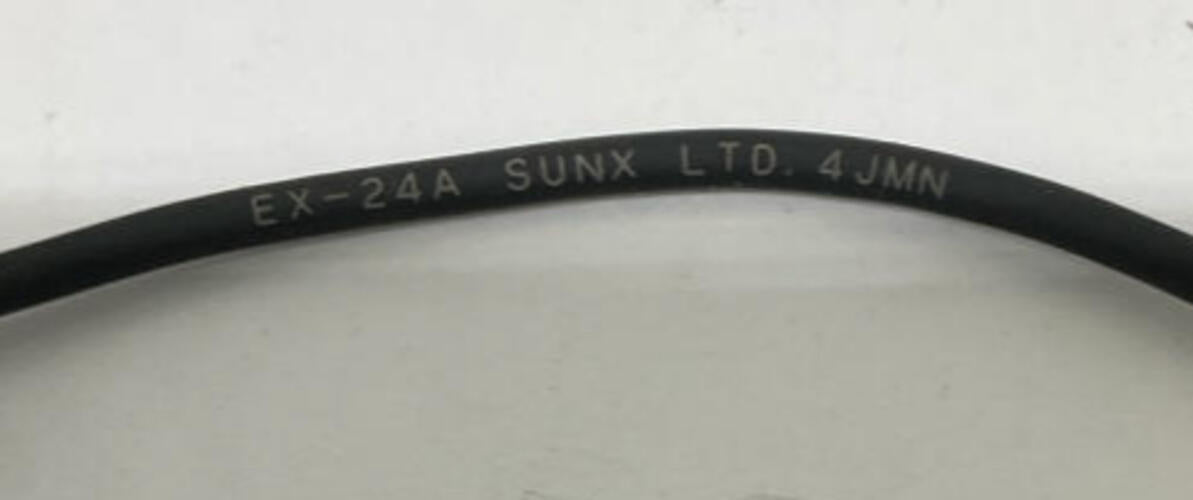 EX-24A SUNX LTD. 4JMN